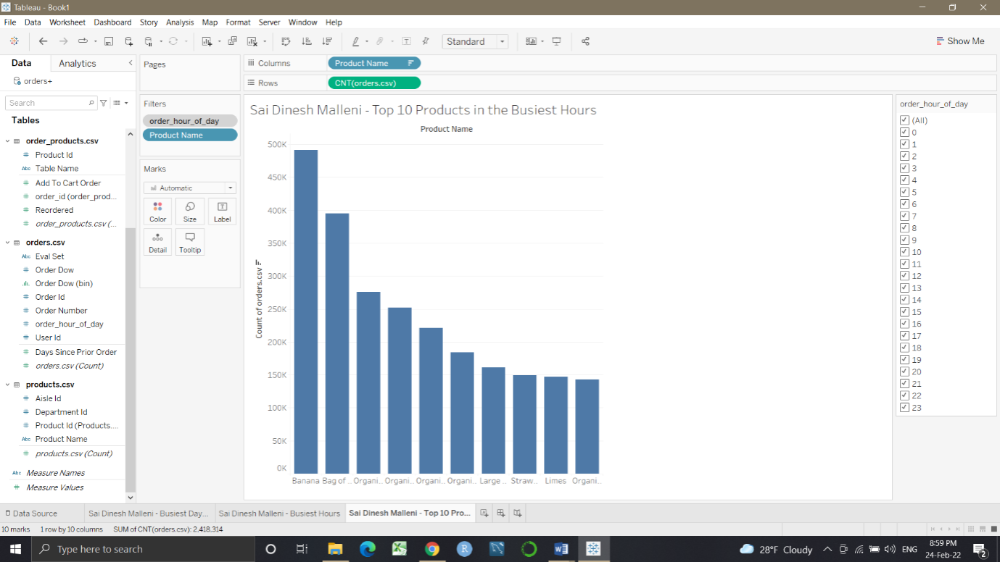 Tableau - Book1
File Data Worksheet Dashboard Story Analysis Map Format Server Window Help
Standard
Show Me
Data Analytics
orders+
Search
Tables
order_products.csv
# Product Id
Abc Table Name
# Add To Cart Order
# order_id (order_prod...
# Reordered
# order_products.csv (...
orders.csv
Abc Eval Set
# Order Dow
Order Dow (bin)
# Order Id
# Order Number
# order_hour_of_day
# User Id
# Days Since Prior Order
# orders.csv (Count)
products.csv
# Aisle Id
# Department Id
# Product Id (Products....
Abc Product Name
# products.csv (Count)
Abc Measure Names
# Measure Values
Pages
Filters
order_hour_of_day
Product Name
Marks
Automatic
Color Size Label
Detail Tooltip
Columns Product Name
Rows CNT(orders.csv)
Sai Dinesh Malleni - Top 10 Products in the Busiest Hours
Product Name
500K
450K
400K
350K
300K
250K
200K
150K
100K
50K
0K
Count of orders.csv
Banana Bag of .. Organi.. Organi.. Organi.. Organi.. Large .. Straw.. Limes Organi..
order_hour_of_day
(All)
0
1
2
3
4
5
6
7
8
9
10
11
12
13
14
15
16
17
18
19
20
21
22
23
Data Source Sai Dinesh Malleni - Busiest Day... Sai Dinesh Malleni - Busiest Hours Sai Dinesh Malleni - Top 10 Pro...
10 marks 1 row by 10 columns SUM of CNT(orders.csv): 2,418,314
Type here to search
28°F Cloudy
ENG
8:59 PM
24-Feb-22
2